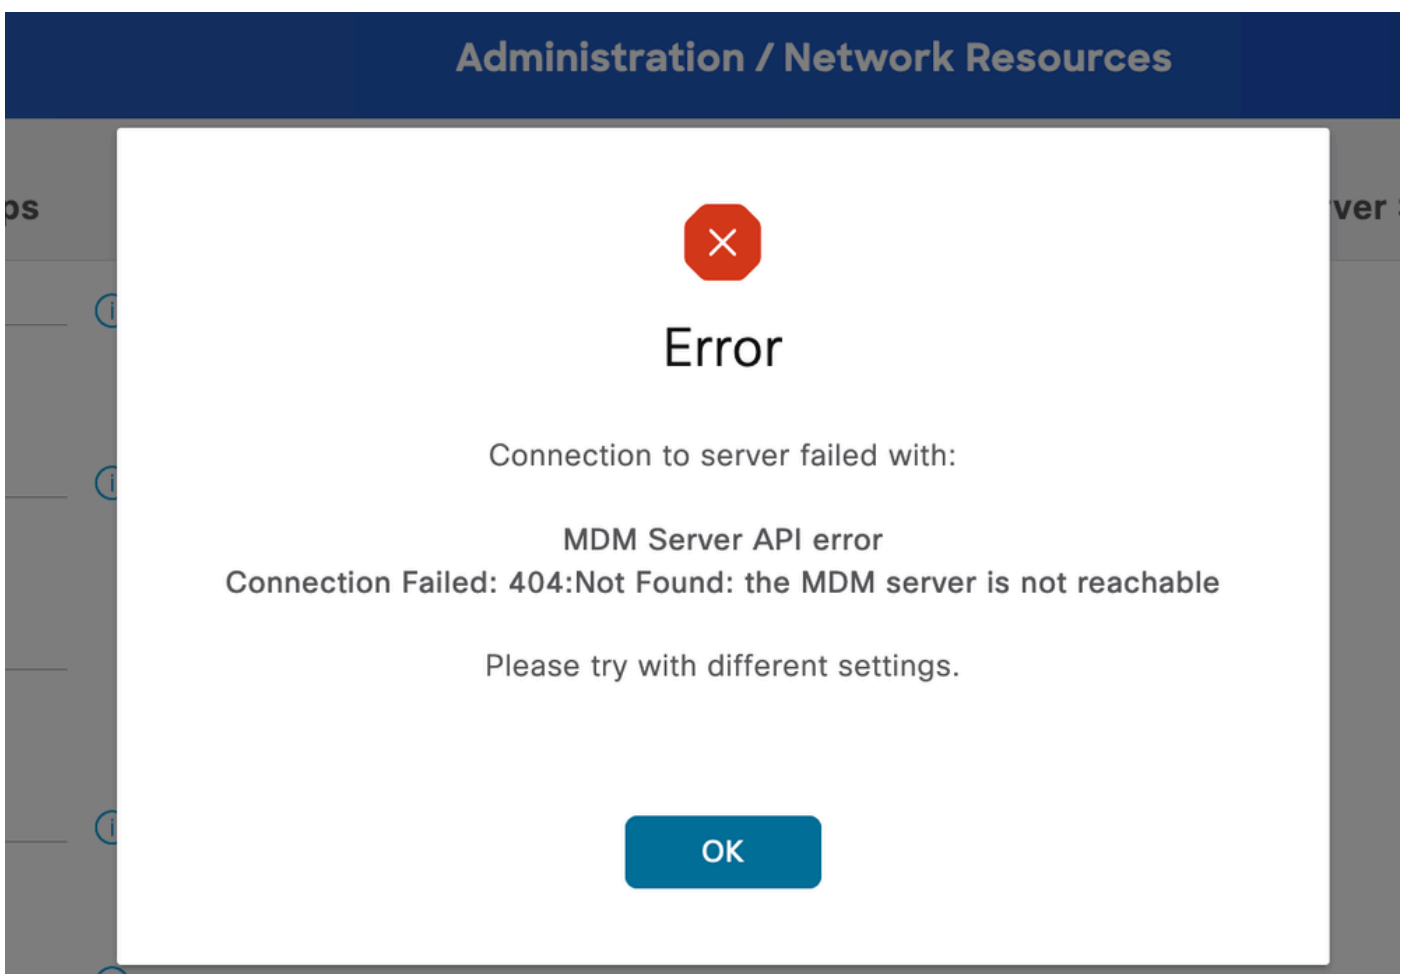 Administration / Network Resources
Error
Connection to server failed with:
MDM Server API error
Connection Failed: 404:Not Found: the MDM server is not reachable
Please try with different settings.
OK